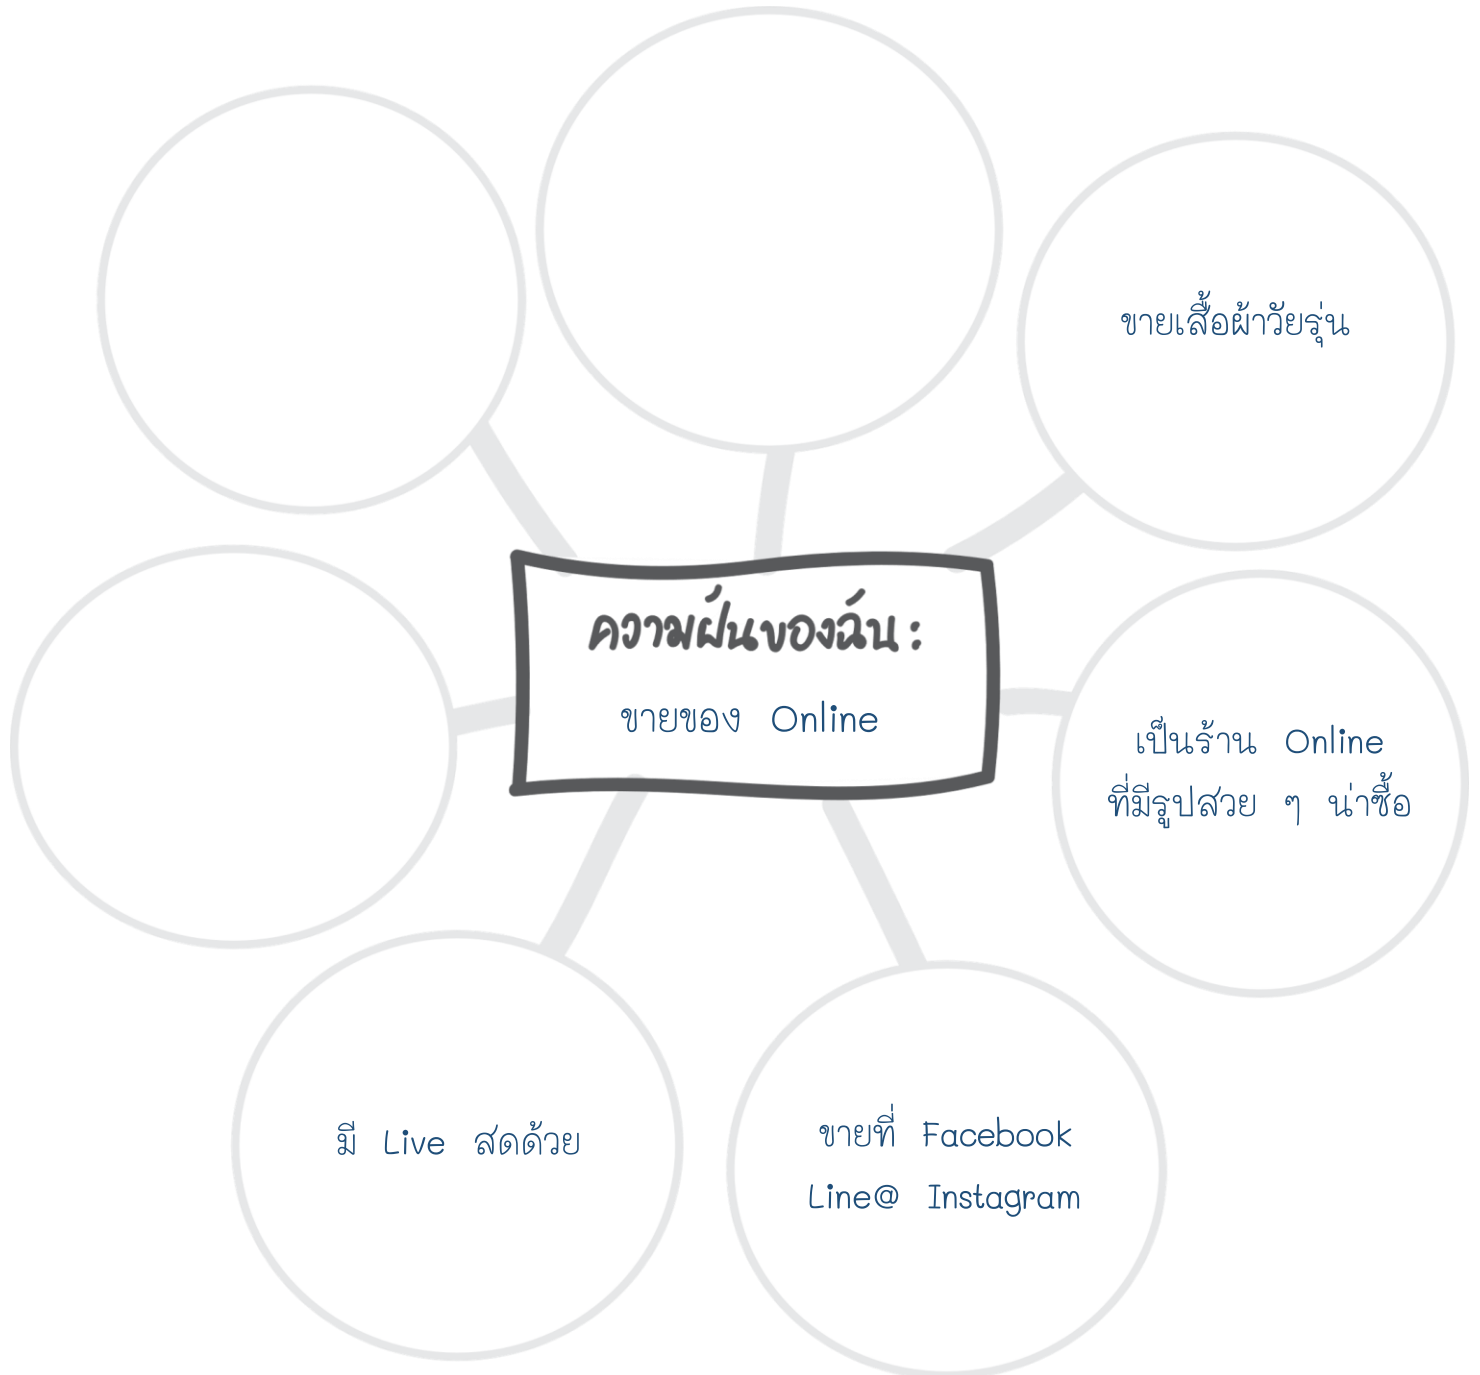 ขายเสื้อผ้าวัยรุ่น
ความฝันของฉัน:
ขายของ Online
เป็นร้าน Online
ที่มีรูปสวย ๆ น่าซื้อ
มี Live สดด้วย
ขายที่ Facebook
Line@ Instagram